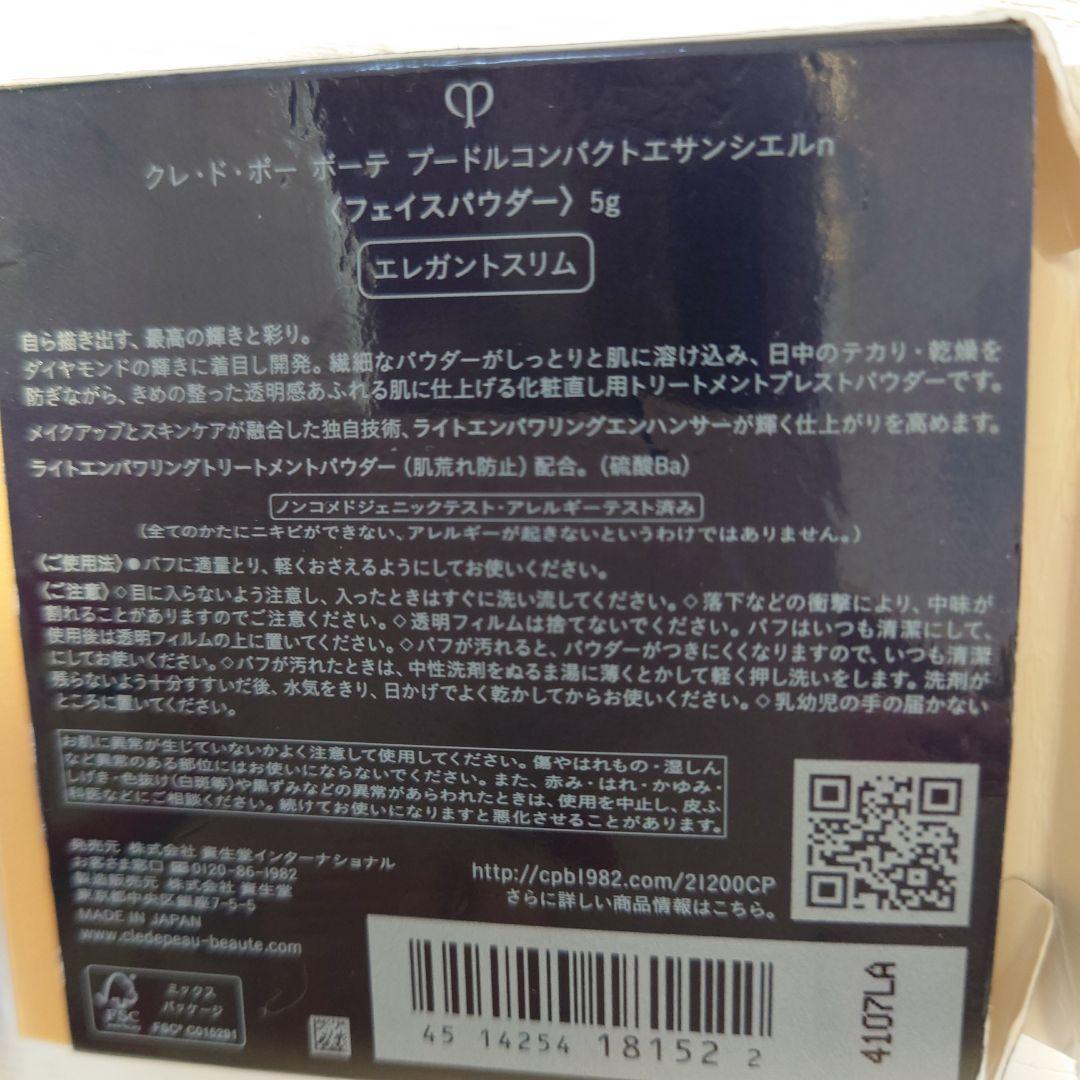 クレ・ド・ポー ボーテ プードルコンパクトエサンシエルn
〈フェイスパウダー〉5g
エレガントスリム
自ら描き出す、最高の輝きと彩り。
ダイヤモンドの輝きに着目し開発。繊細なパウダーがしっとりと肌に溶け込み、日中のテカリ・乾燥を
防ぎながら、きめの整った透明感あふれる肌に仕上げる化粧直し用トリートメントプレストパウダーです。
メイクアップとスキンケアが融合した独自技術、ライトエンパワリングエンハンサーが輝く仕上がりを高めます。
ライトエンパワリングトリートメントパウダー（肌荒れ防止）配合。（硫酸Ba）
ノンコメドジェニックテスト・アレルギーテスト済み
（全てのかたにニキビができない、アレルギーが起きないというわけではありません。）
〈ご使用法〉●パフに適量とり、軽くおさえるようにしてお使いください。
〈ご注意〉◇目に入らないよう注意し、入ったときはすぐに洗い流してください。◇落下などの衝撃により、中味が
割れることがありますのでご注意ください。◇透明フィルムは捨てないでください。パフはいつも清潔にして、
使用後は透明フィルムの上に置いてください。◇パフが汚れると、パウダーがつきにくくなりますので、いつも清潔
にしてお使いください。◇パフが汚れたときは、中性洗剤をぬるま湯に薄くとかして軽く押し洗いをします。洗剤が
残らないよう十分すすいだ後、水気をきり、日かげでよく乾かしてからお使いください。◇乳幼児の手の届かない
ところに置いてください。
お肌に異常が生じていないかよく注意して使用してください。傷やはれもの・湿しん
など異常のある部位にはお使いにならないでください。また、赤み・はれ・かゆみ・
しげき・色抜け（白斑等）や黒ずみなどの異常があらわれたときは、使用を中止し、皮ふ
科医などにご相談ください。続けてお使いになりますと悪化させることがあります。
発売元 株式会社 資生堂インターナショナル
お客さま窓口 0120-86-1982
製造販売元 株式会社 資生堂
東京都中央区銀座7-5-5
MADE IN JAPAN
www.cledepeau-beaute.com
http://cpb1982.com/21200CP
さらに詳しい商品情報はこちら。
ミックス
パッケージ
FSC
FSC® C015291
45 14254 18152 2
4107LA